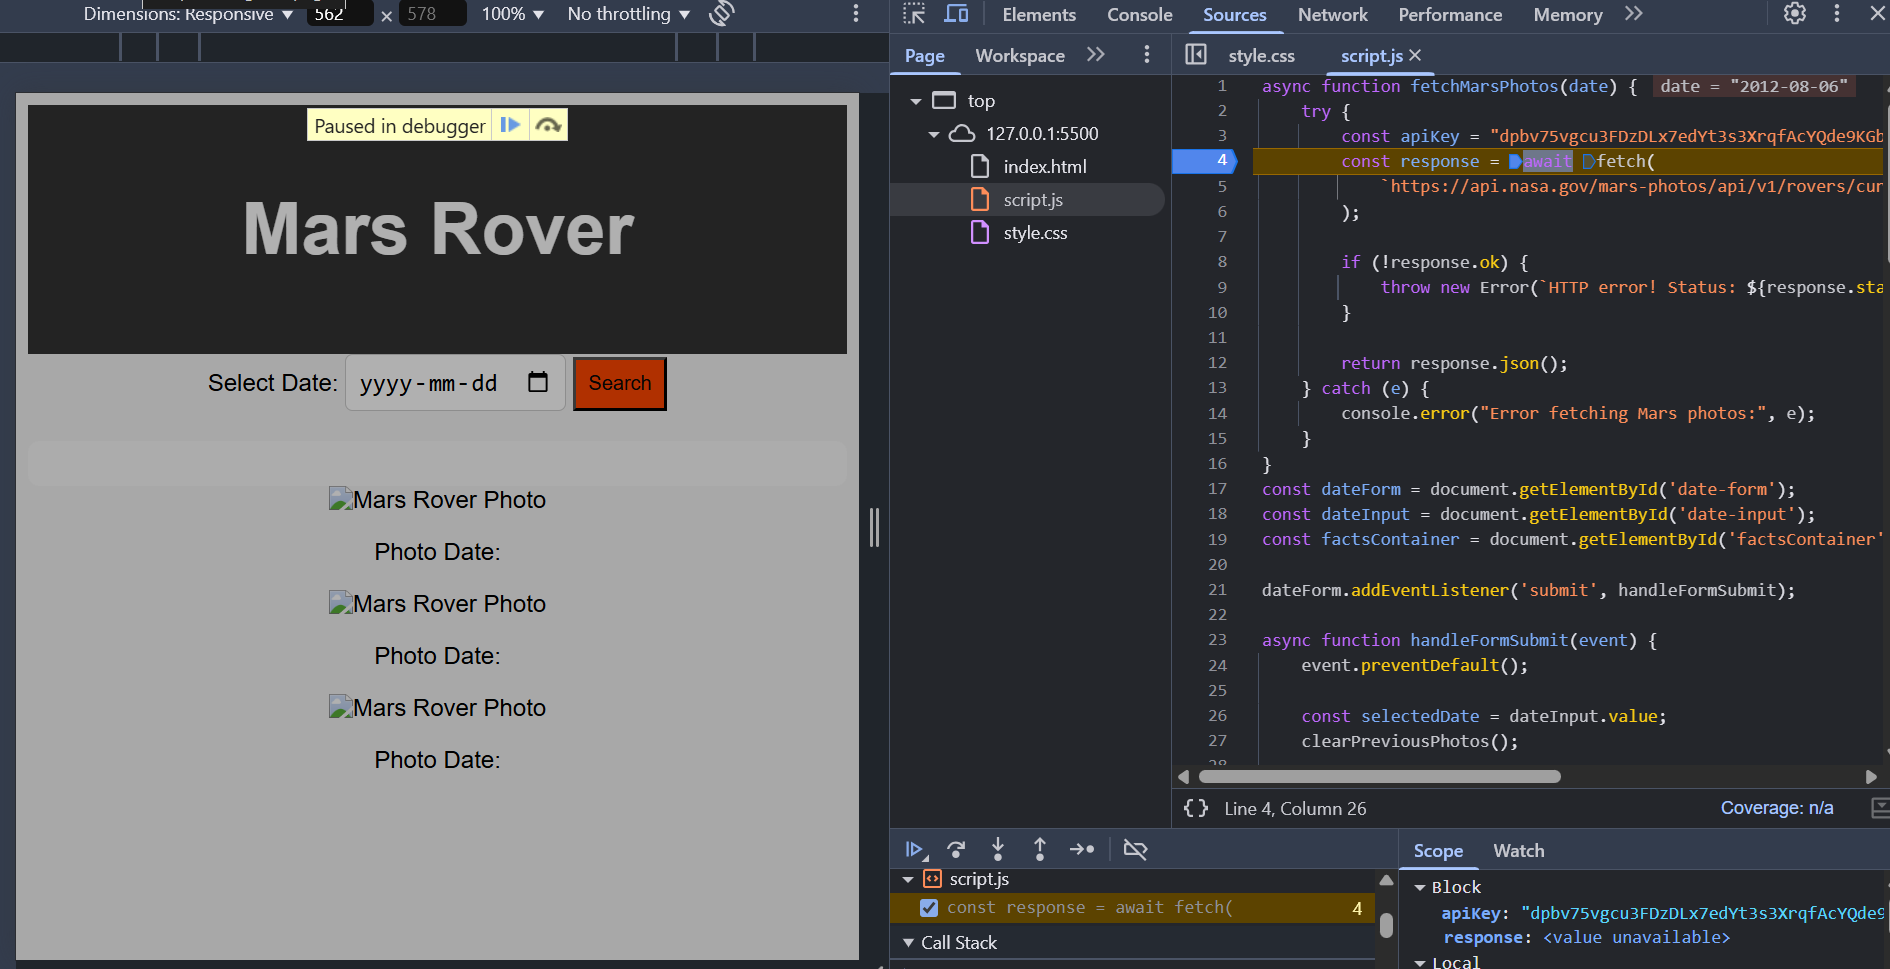 Dimensions: Responsive 562 × 578 100% No throttling
Paused in debugger
Mars Rover
Select Date: yyyy-mm-dd Search
Mars Rover Photo
Photo Date:
Mars Rover Photo
Photo Date:
Mars Rover Photo
Photo Date:
Elements Console Sources Network Performance Memory
Page Workspace
top
127.0.0.1:5500
index.html
script.js
style.css
style.css script.js
1 async function fetchMarsPhotos(date) { date = "2012-08-06"
2 try {
3 const apiKey = "dpbv75vgcu3FDzDLx7edYt3s3XrqfAcYQde9KGb
4 const response = await fetch(
5 `https://api.nasa.gov/mars-photos/api/v1/rovers/cur
6 );
7
8 if (!response.ok) {
9 throw new Error(`HTTP error! Status: ${response.sta
10 }
11
12 return response.json();
13 } catch (e) {
14 console.error("Error fetching Mars photos:", e);
15 }
16 }
17 const dateForm = document.getElementById('date-form');
18 const dateInput = document.getElementById('date-input');
19 const factsContainer = document.getElementById('factsContainer'
20
21 dateForm.addEventListener('submit', handleFormSubmit);
22
23 async function handleFormSubmit(event) {
24 event.preventDefault();
25
26 const selectedDate = dateInput.value;
27 clearPreviousPhotos();
28
{} Line 4, Column 26 Coverage: n/a
script.js
const response = await fetch( 4
Call Stack
Scope Watch
Block
apiKey: "dpbv75vgcu3FDzDLx7edYt3s3XrqfAcYQde9
response: <value unavailable>
Local